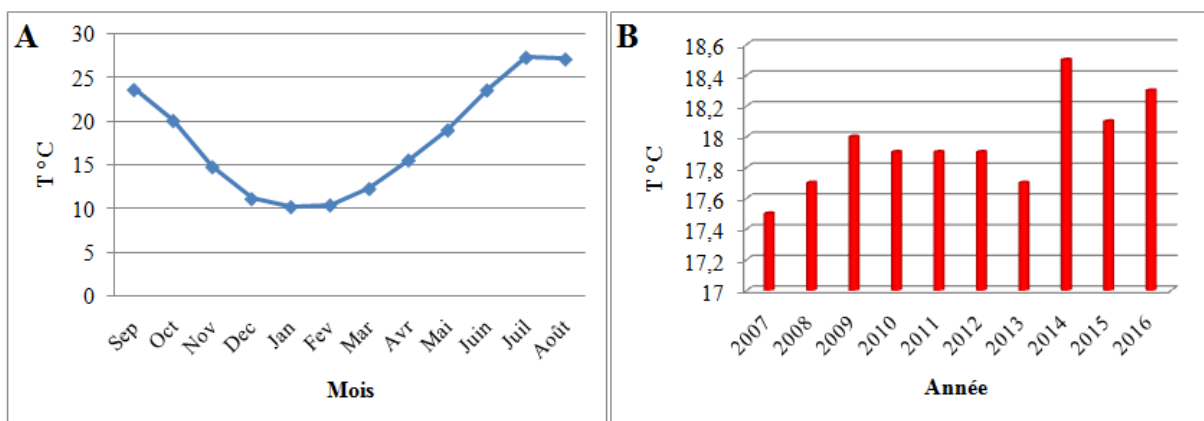 A
T °C
30
25
20
15
10
5
0
Sep
Oct
Nov
Dec
Jan
Fev
Mar
Avr
Mai
Juin
Juil
Août
Mois
B
T °C
18,6
18,4
18,2
18
17,8
17,6
17,4
17,2
17
2007
2008
2009
2010
2011
2012
2013
2014
2015
2016
Année